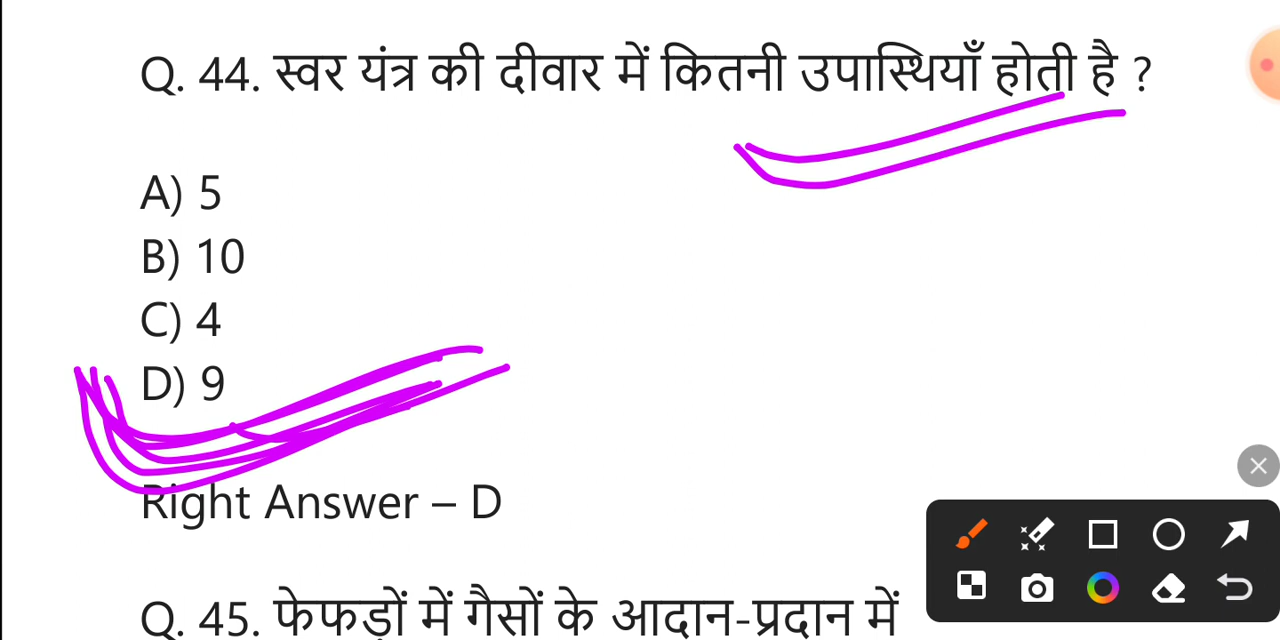 Q. 44. स्वर यंत्र की दीवार में कितनी उपास्थियाँ होती है ?
A) 5
B) 10
C) 4
D) 9
Right Answer – D
Q. 45. फेफड़ों में गैसों के आदान-प्रदान में